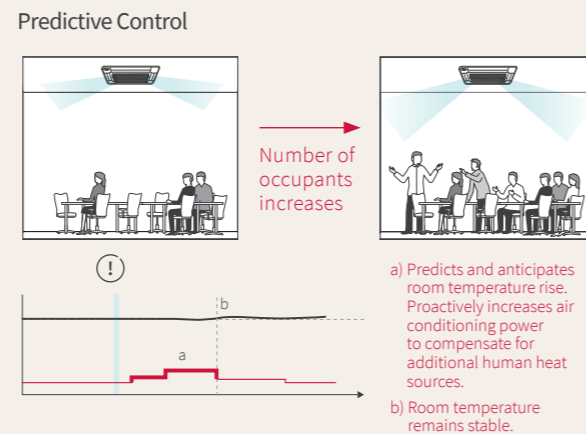 Predictive Control
Number of
occupants
increases
!
b
a
a) Predicts and anticipates
room temperature rise.
Proactively increases air
conditioning power
to compensate for
additional human heat
sources.
b) Room temperature
remains stable.